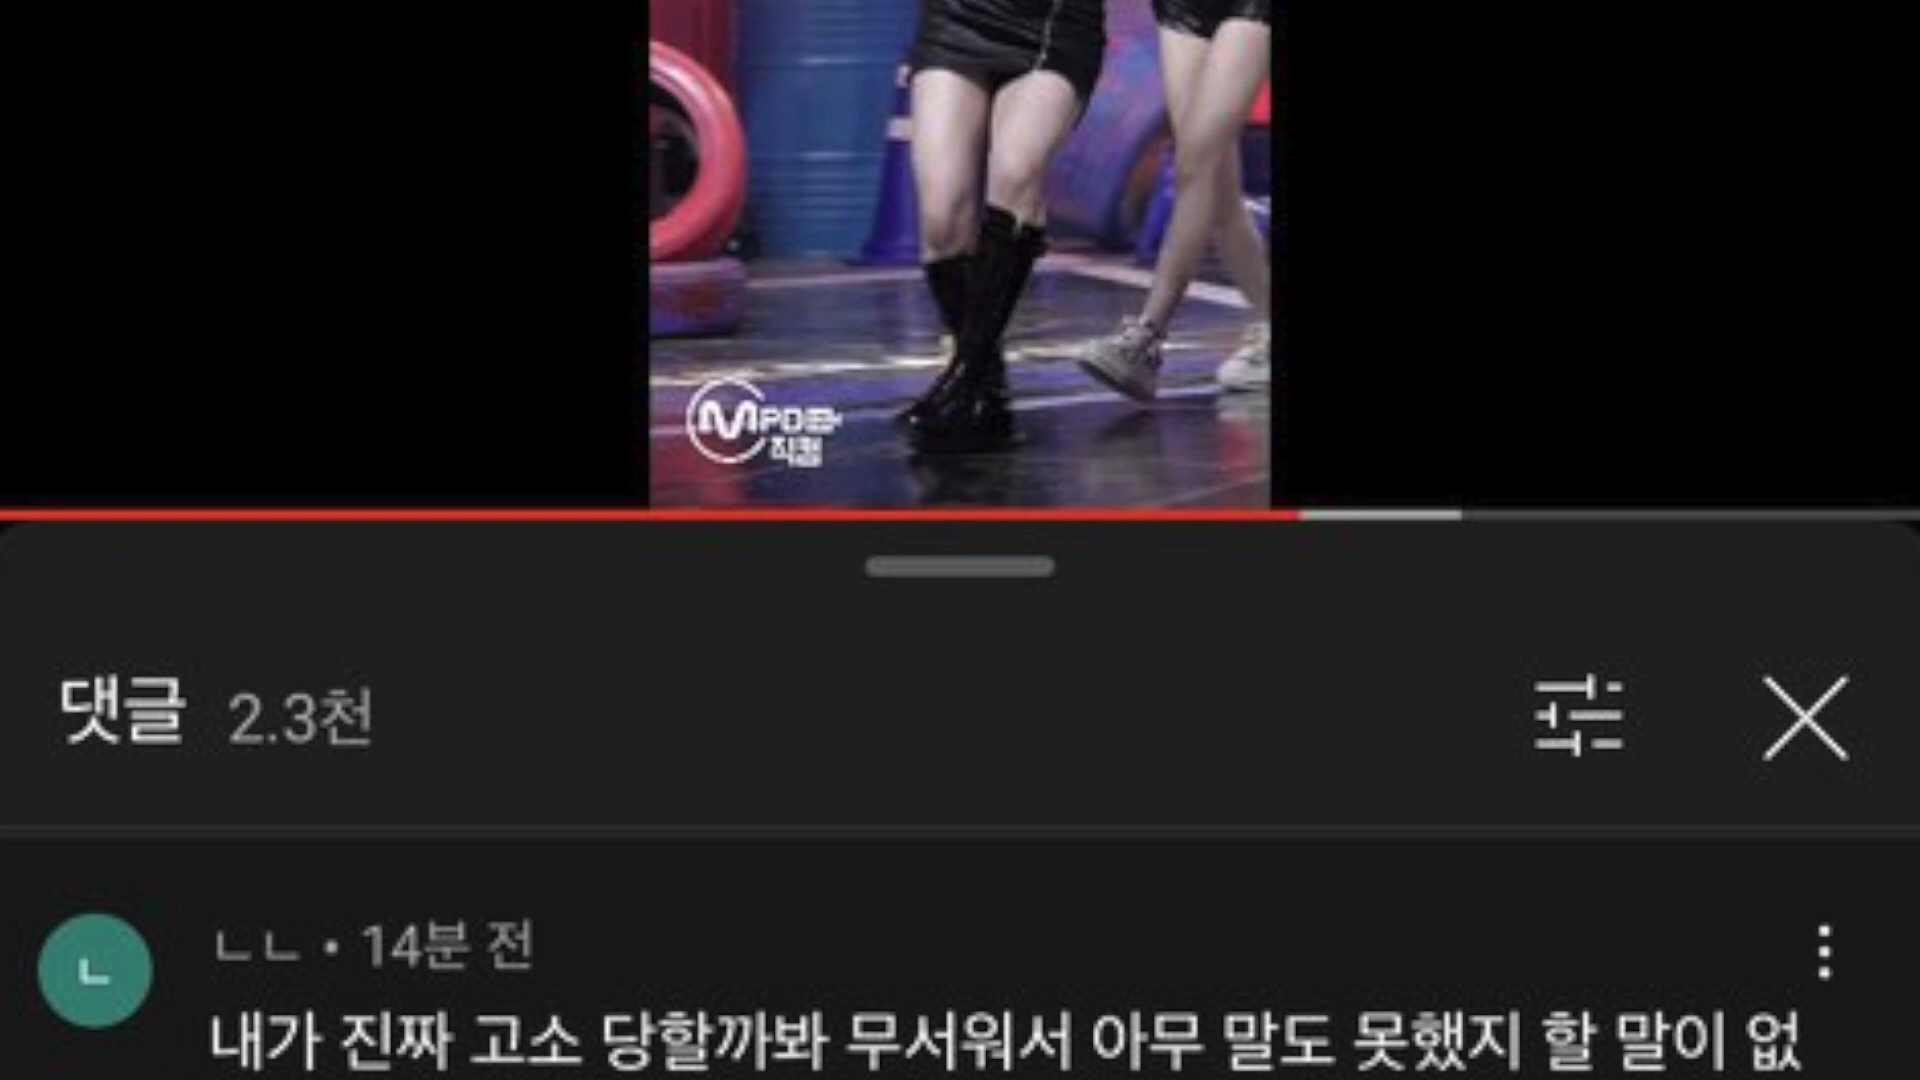 M PD
직캠
댓글 2.3천
ㄴ
ㄴㄴ • 14분 전
내가 진짜 고소 당할까봐 무서워서 아무 말도 못했지 할 말이 없